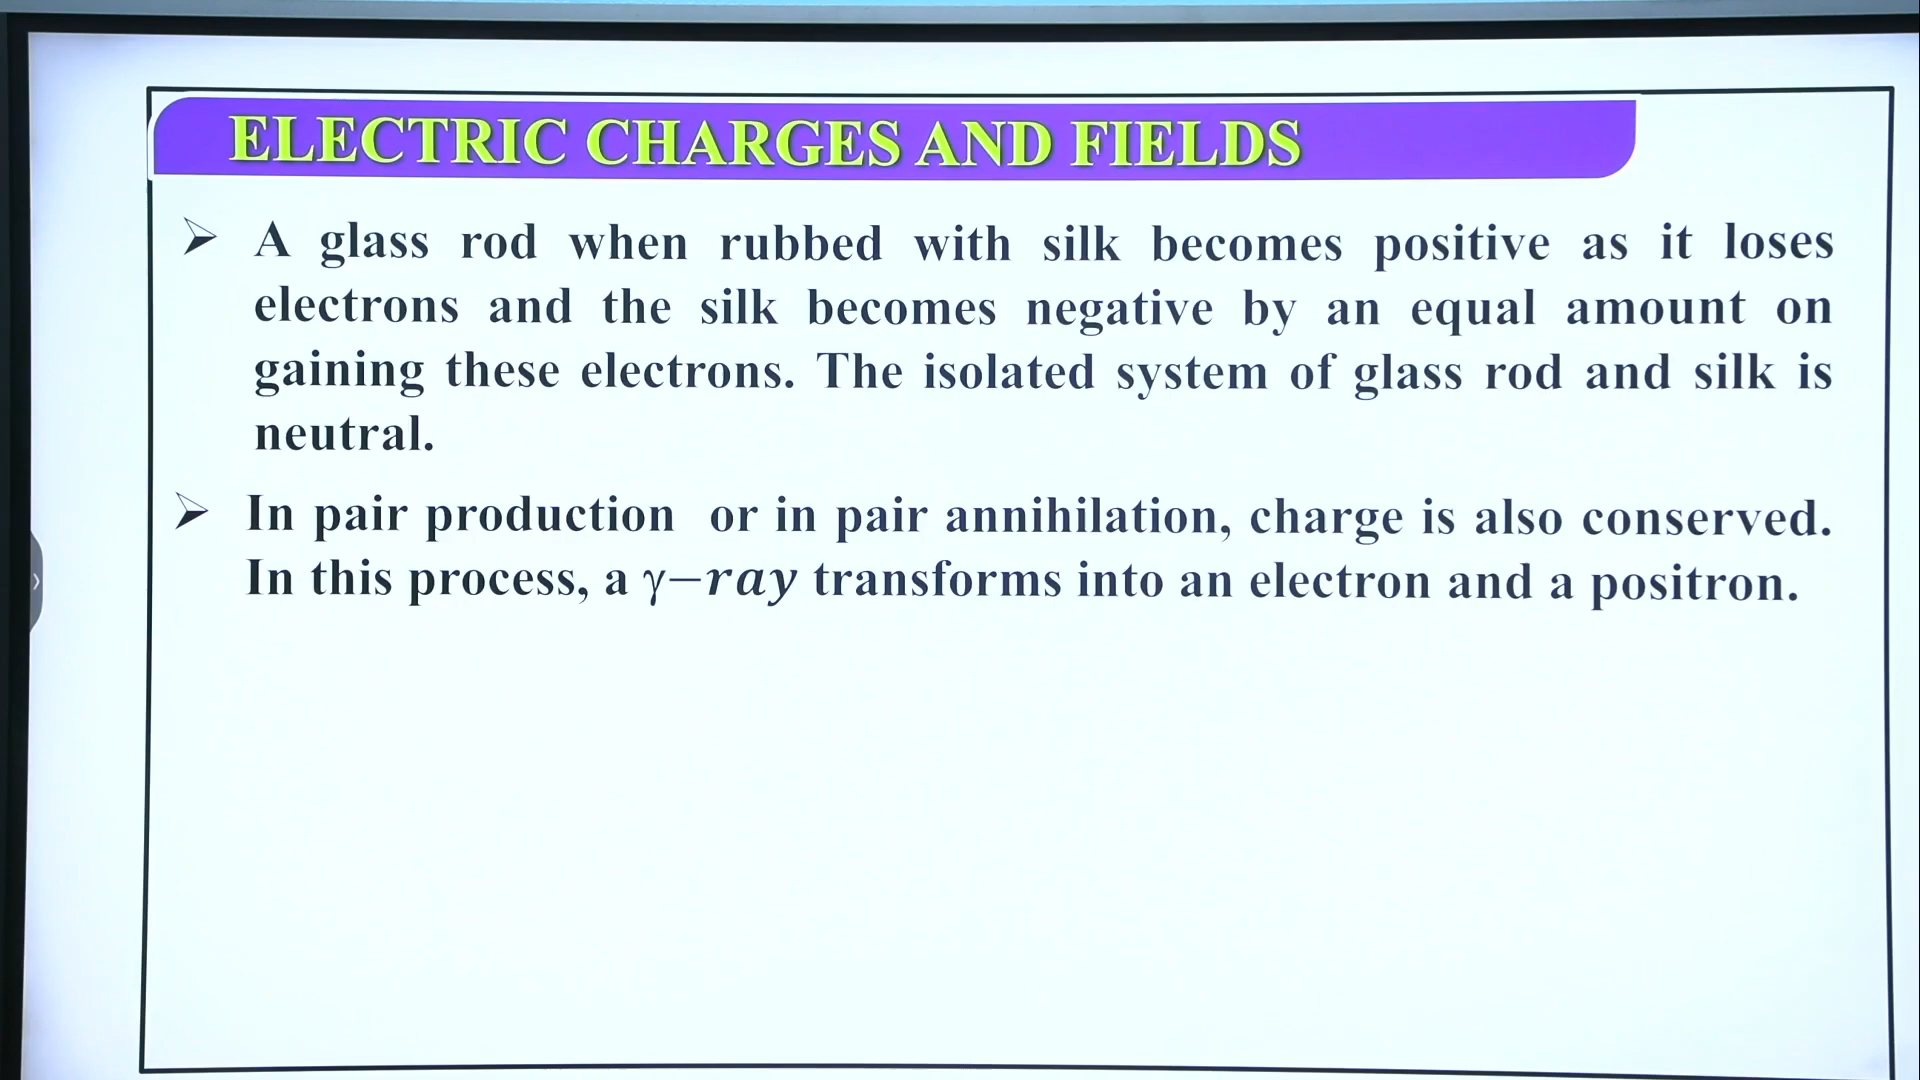 ELECTRIC CHARGES AND FIELDS
➢ A glass rod when rubbed with silk becomes positive as it loses
electrons and the silk becomes negative by an equal amount on
gaining these electrons. The isolated system of glass rod and silk is
neutral.
➢ In pair production or in pair annihilation, charge is also conserved.
In this process, a γ−ray transforms into an electron and a positron.